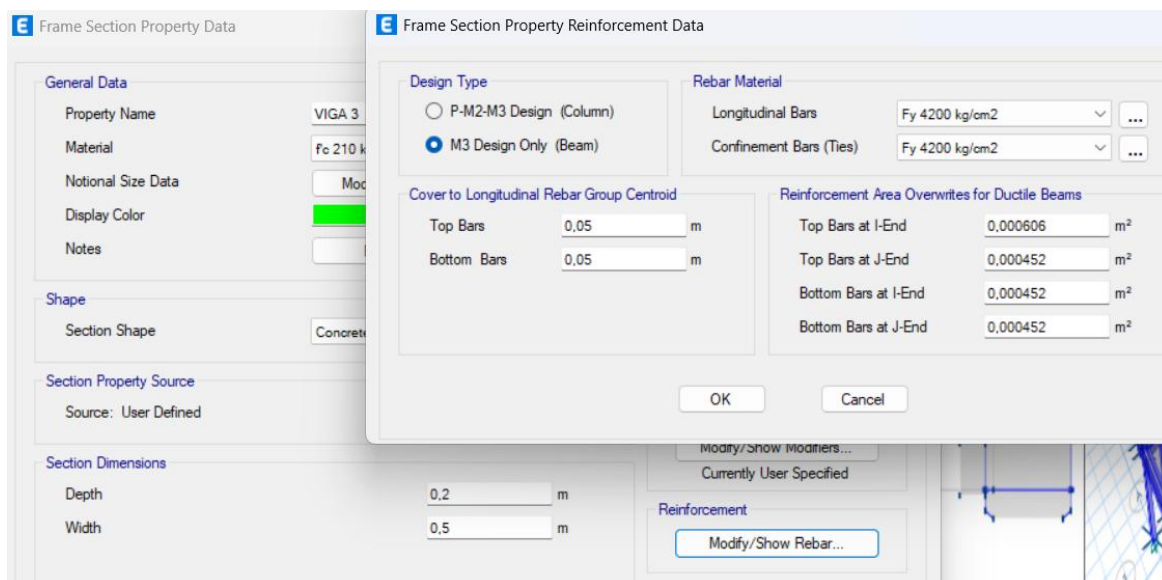 Frame Section Property Data
General Data
Property Name VIGA 3
Material f'c 210 k
Notional Size Data
Display Color
Notes
Shape
Section Shape Concrete
Section Property Source
Source: User Defined
Section Dimensions
Depth 0,2 m
Width 0,5 m
Frame Section Property Reinforcement Data
Design Type
P-M2-M3 Design (Column)
M3 Design Only (Beam)
Rebar Material
Longitudinal Bars Fy 4200 kg/cm2 ...
Confinement Bars (Ties) Fy 4200 kg/cm2 ...
Cover to Longitudinal Rebar Group Centroid
Top Bars 0,05 m
Bottom Bars 0,05 m
Reinforcement Area Overwrites for Ductile Beams
Top Bars at I-End 0,000606 m²
Top Bars at J-End 0,000452 m²
Bottom Bars at I-End 0,000452 m²
Bottom Bars at J-End 0,000452 m²
OK Cancel
Modify/Show Modifiers...
Currently User Specified
Reinforcement
Modify/Show Rebar...